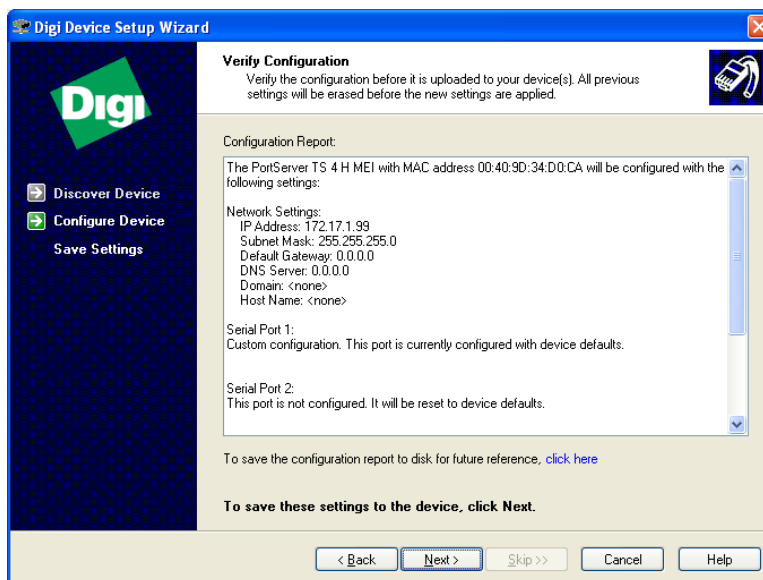 Digi Device Setup Wizard
Verify Configuration
Verify the configuration before it is uploaded to your device(s). All previous
settings will be erased before the new settings are applied.
Digi
Discover Device
Configure Device
Save Settings
Configuration Report:
The PortServer TS 4 H MEI with MAC address 00:40:9D:34:D0:CA will be configured with the
following settings:
Network Settings:
IP Address: 172.17.1.99
Subnet Mask: 255.255.255.0
Default Gateway: 0.0.0.0
DNS Server: 0.0.0.0
Domain: <none>
Host Name: <none>
Serial Port 1:
Custom configuration. This port is currently configured with device defaults.
Serial Port 2:
This port is not configured. It will be reset to device defaults.
To save the configuration report to disk for future reference, click here
To save these settings to the device, click Next.
< Back Next > Skip >> Cancel Help